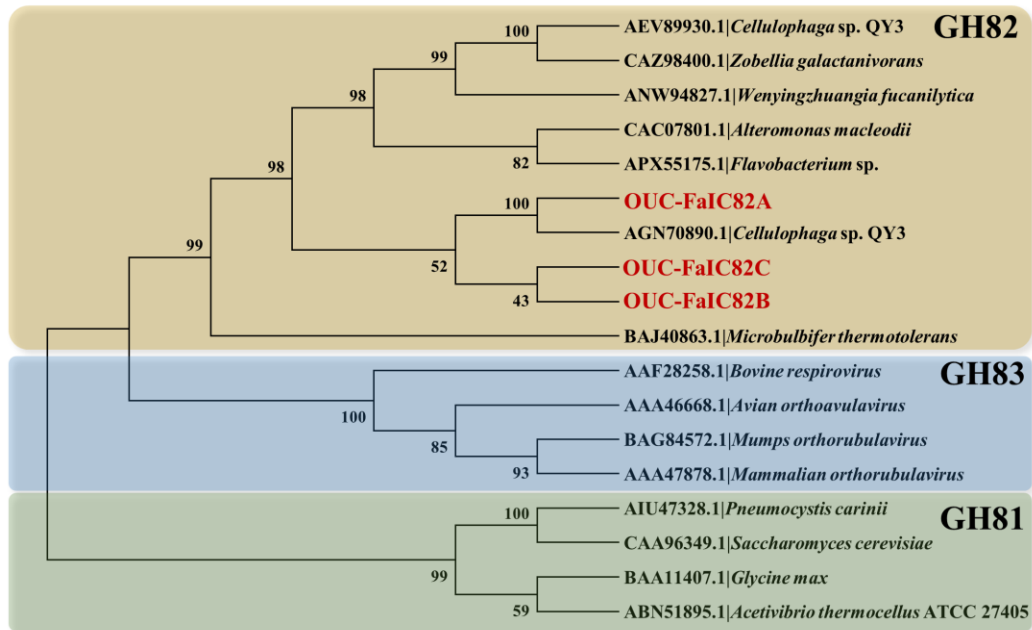 AEV89930.1|Cellulophaga sp. QY3
GH82
100
CAZ98400.1|Zobellia galactanivorans
99
ANW94827.1|Wenyingzhuangia fucanilytica
98
CAC07801.1|Alteromonas macleodii
82
APX55175.1|Flavobacterium sp.
98
OUC-FaIC82A
100
AGN70890.1|Cellulophaga sp. QY3
99
52
OUC-FaIC82C
43
OUC-FaIC82B
BAJ40863.1|Microbulbifer thermotolerans
AAF28258.1|Bovine respirovirus
GH83
100
AAA46668.1|Avian orthoavulavirus
85
BAG84572.1|Mumps orthorubulavirus
93
AAA47878.1|Mammalian orthorubulavirus
AIU47328.1|Pneumocystis carinii
GH81
100
CAA96349.1|Saccharomyces cerevisiae
99
BAA11407.1|Glycine max
59
ABN51895.1|Acetivibrio thermocellus ATCC 27405